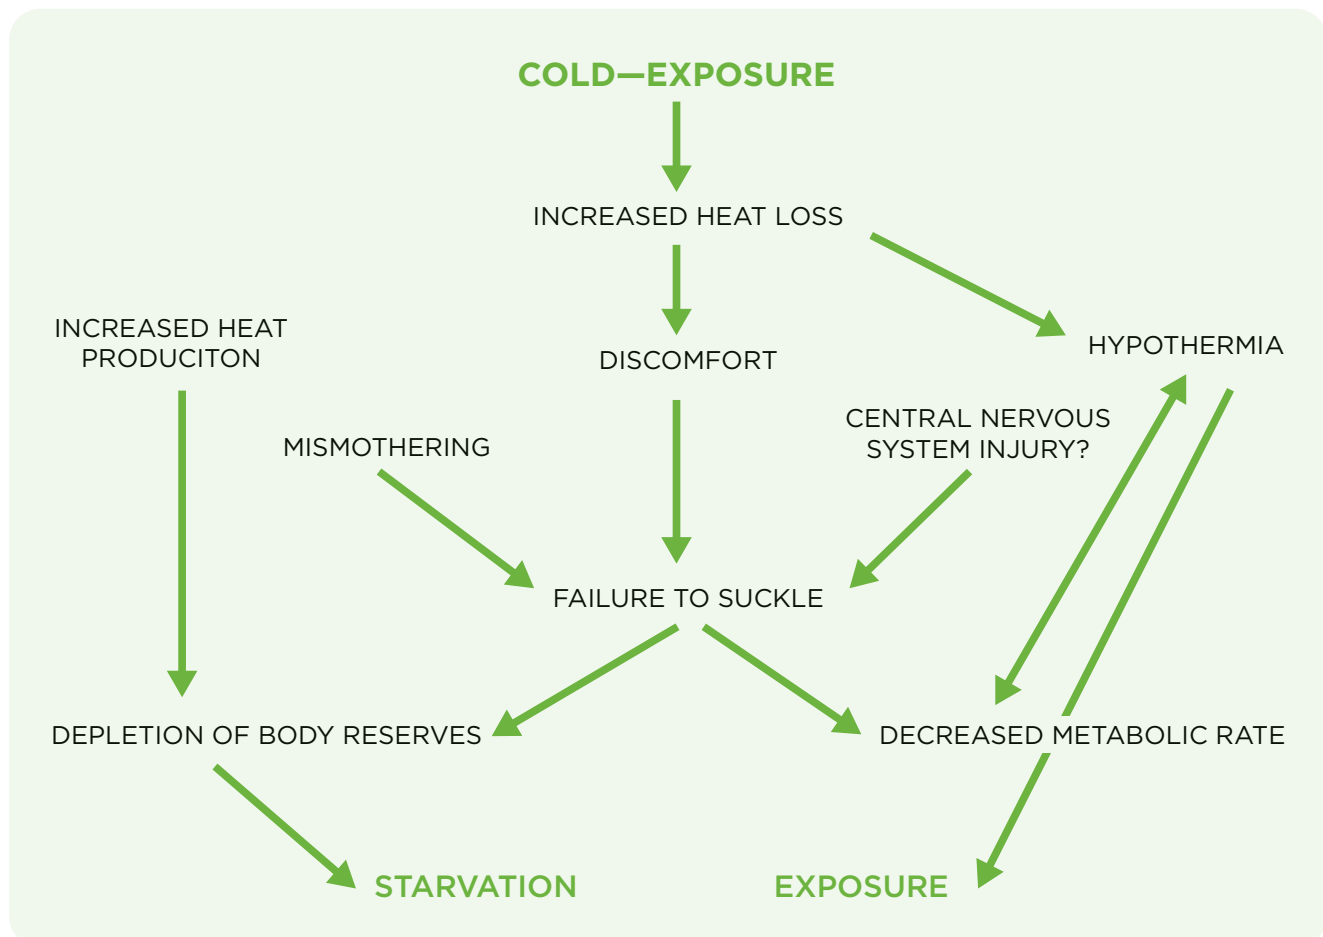 COLD—EXPOSURE
INCREASED HEAT LOSS
INCREASED HEAT
PRODUCITON
DISCOMFORT
HYPOTHERMIA
MISMOTHERING
CENTRAL NERVOUS
SYSTEM INJURY?
FAILURE TO SUCKLE
DEPLETION OF BODY RESERVES
DECREASED METABOLIC RATE
STARVATION
EXPOSURE